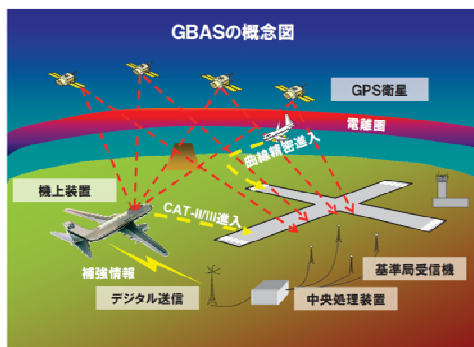 GBASの概念図
GPS衛星
電離圏
曲線精密進入
機上装置
CAT-II/III進入
補強情報
基準局受信機
デジタル送信
中央処理装置